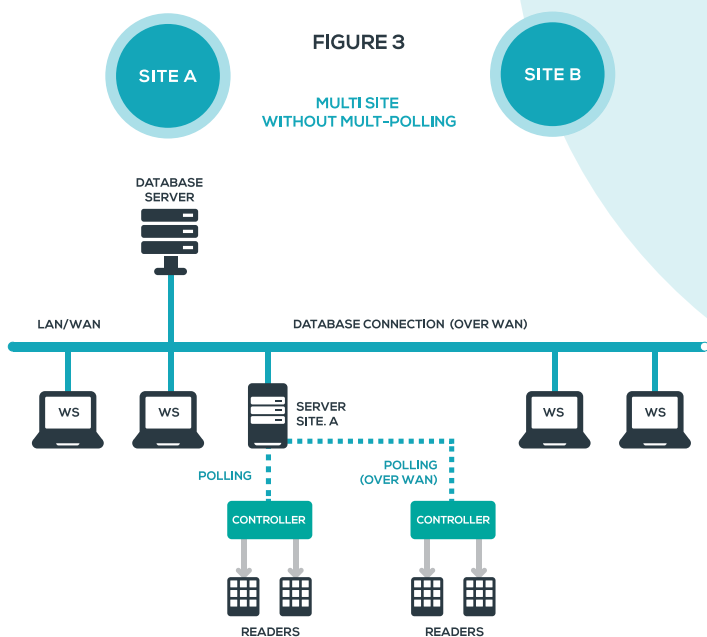 FIGURE 3
SITE A
SITE B
MULTI SITE
WITHOUT MULT-POLLING
DATABASE
SERVER
LAN/WAN
DATABASE CONNECTION (OVER WAN)
WS
WS
SERVER
SITE. A
WS
WS
POLLING
POLLING
(OVER WAN)
CONTROLLER
CONTROLLER
READERS
READERS